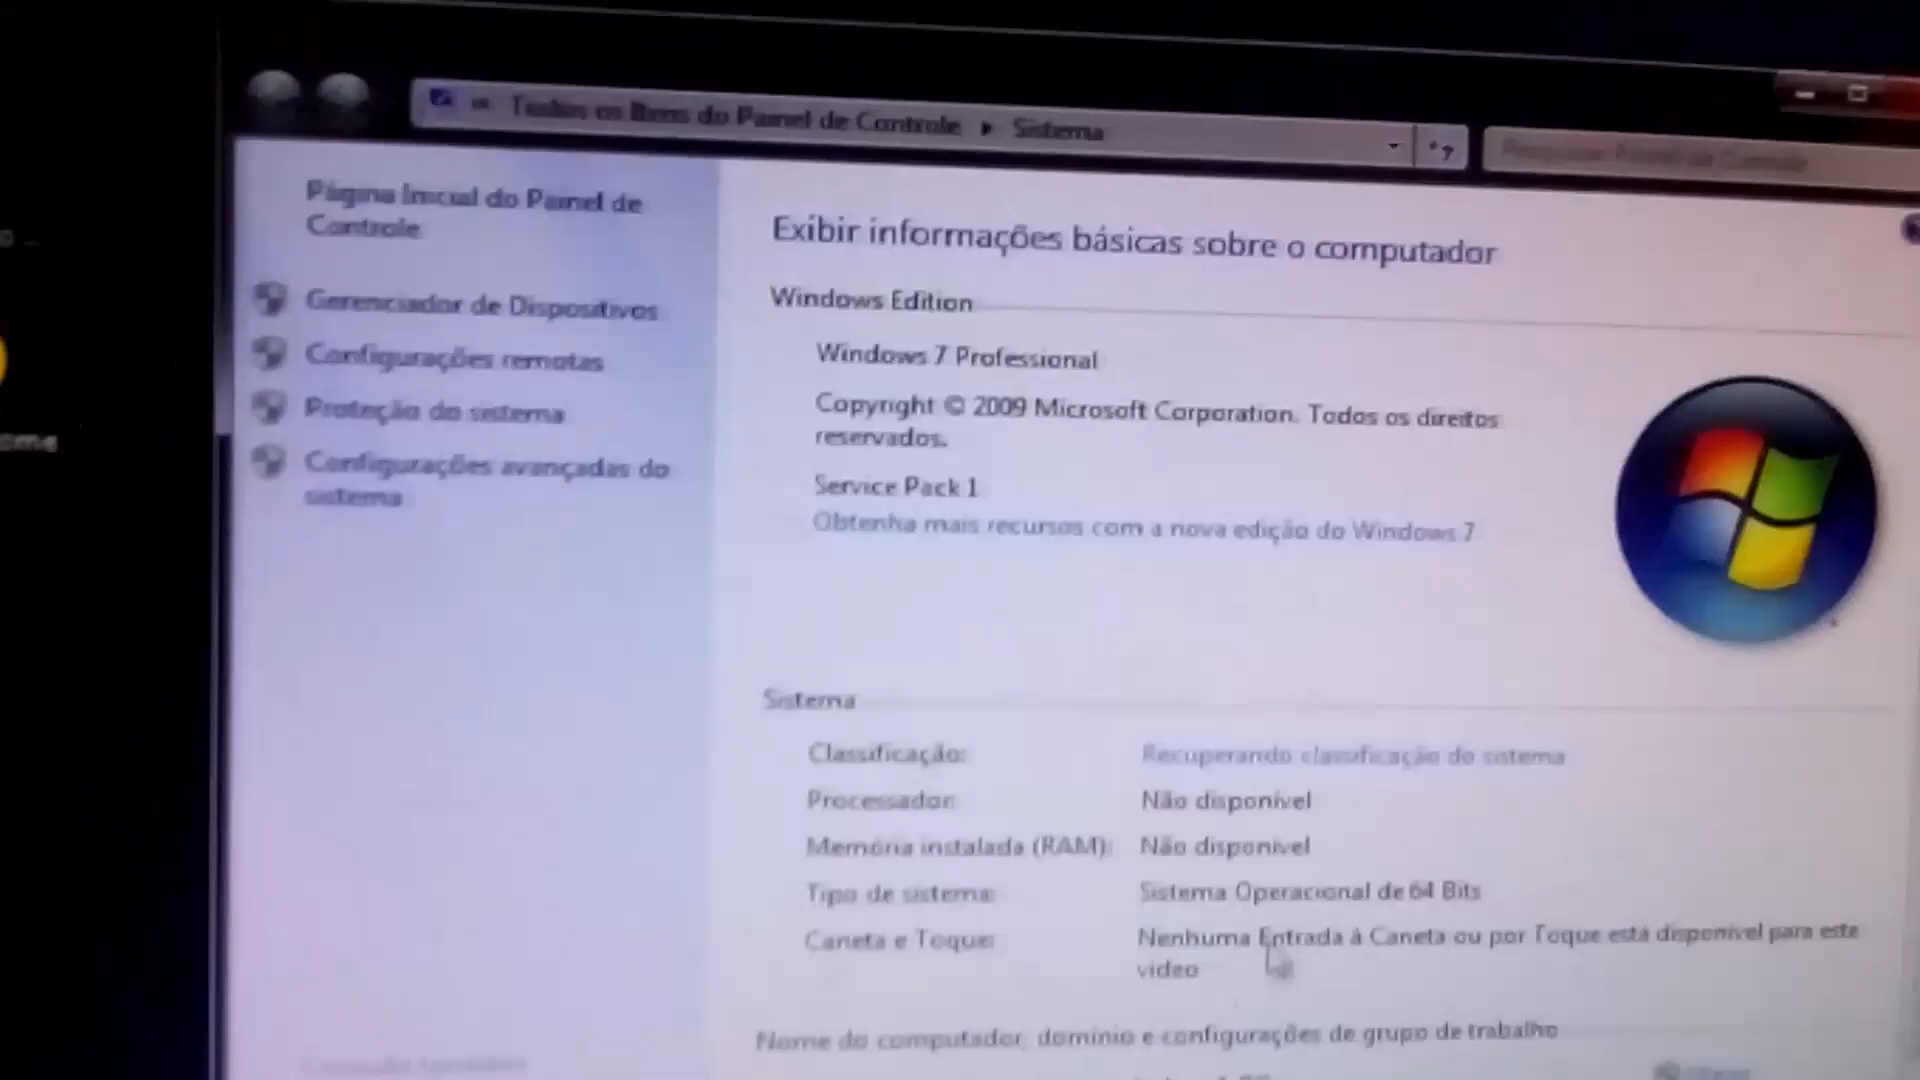 Todos os Itens do Painel de Controle ▸ Sistema
Página Inicial do Painel de
Controle
Gerenciador de Dispositivos
Configurações remotas
Proteção do sistema
Configurações avançadas do
sistema
Exibir informações básicas sobre o computador
Windows Edition
Windows 7 Professional
Copyright © 2009 Microsoft Corporation. Todos os direitos
reservados.
Service Pack 1
Obtenha mais recursos com a nova edição do Windows 7
Sistema
Classificação: Recuperando classificação do sistema
Processador: Não disponível
Memória instalada (RAM): Não disponível
Tipo de sistema: Sistema Operacional de 64 Bits
Caneta e Toque: Nenhuma Entrada à Caneta ou por Toque está disponível para este
vídeo
Nome do computador, domínio e configurações de grupo de trabalho